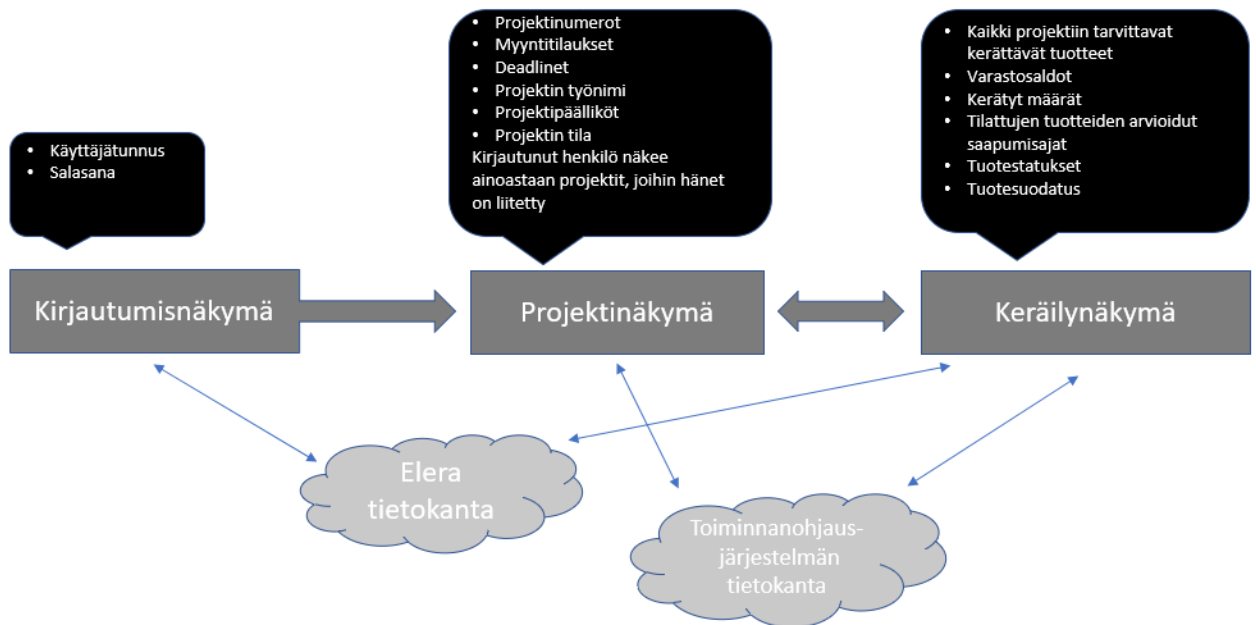 • Käyttäjätunnus
• Salasana
• Projektinumerot
• Myyntitilaukset
• Deadlinet
• Projektin työnimi
• Projektipäälliköt
• Projektin tila
Kirjautunut henkilö näkee
ainoastaan projektit, joihin hänet
on liitetty
• Kaikki projektiin tarvittavat
kerättävät tuotteet
• Varastosaldot
• Kerätyt määrät
• Tilattujen tuotteiden arvioidut
saapumisajat
• Tuotestatukset
• Tuotesuodatus
Kirjautumisnäkymä
Projektinäkymä
Keräilynäkymä
Elera
tietokanta
Toiminnanohjaus-
järjestelmän
tietokanta